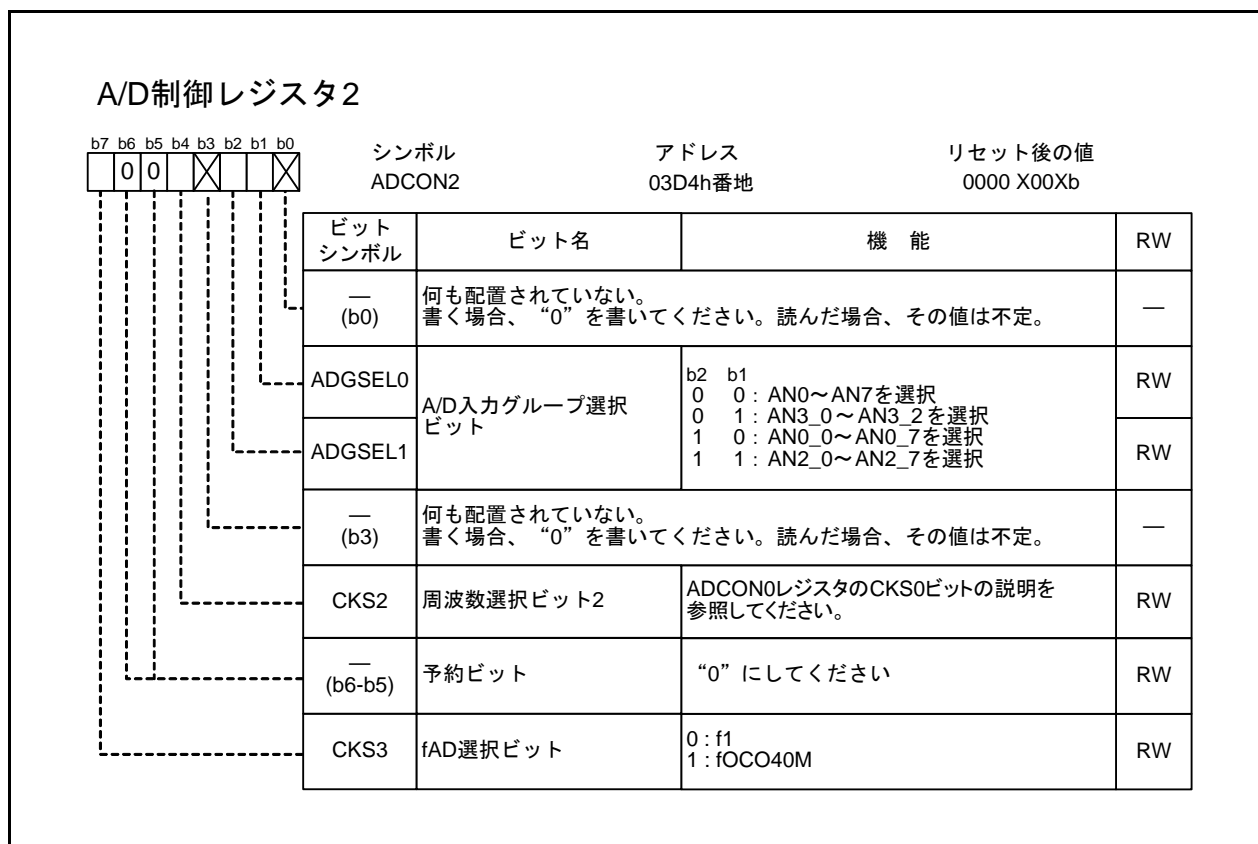 A/D制御レジスタ2
b7 b6 b5 b4 b3 b2 b1 b0
0 0
シンボル アドレス リセット後の値
ADCON2 03D4h番地 0000 X00Xb
ビット
シンボル
ビット名 機 能 RW
—
(b0)
何も配置されていない。
書く場合、“0”を書いてください。読んだ場合、その値は不定。
—
ADGSEL0
ADGSEL1
A/D入力グループ選択
ビット
b2 b1
0 0 : AN0～AN7を選択
0 1 : AN3_0～AN3_2を選択
1 0 : AN0_0～AN0_7を選択
1 1 : AN2_0～AN2_7を選択
RW
RW
—
(b3)
何も配置されていない。
書く場合、“0”を書いてください。読んだ場合、その値は不定。
—
CKS2 周波数選択ビット2
ADCON0レジスタのCKS0ビットの説明を
参照してください。
RW
—
(b6-b5)
予約ビット “0”にしてください RW
CKS3 fAD選択ビット
0 : f1
1 : fOCO40M
RW